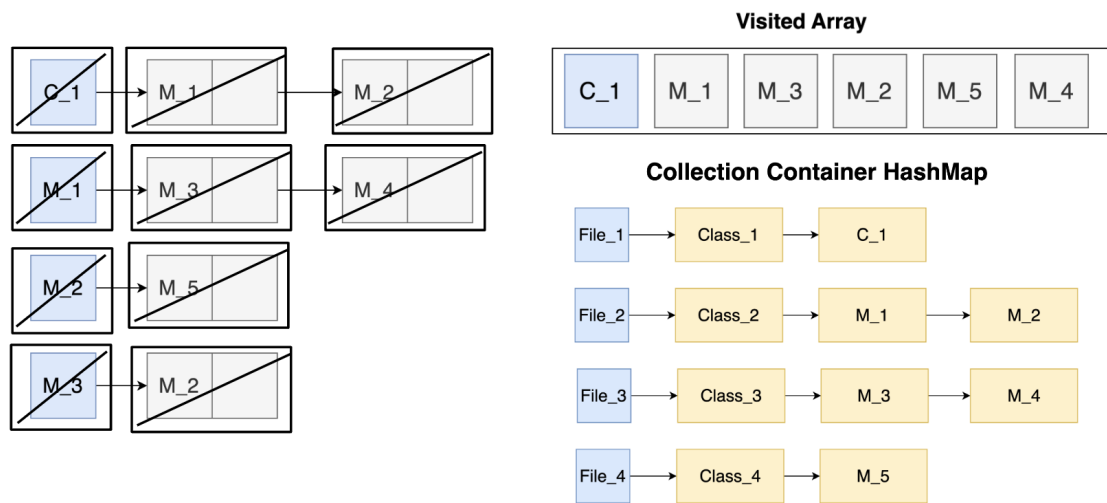 C_1 M_1 M_2
M_1 M_3 M_4
M_2 M_5
M_3 M_2
Visited Array
C_1 M_1 M_3 M_2 M_5 M_4
Collection Container HashMap
File_1 Class_1 C_1
File_2 Class_2 M_1 M_2
File_3 Class_3 M_3 M_4
File_4 Class_4 M_5